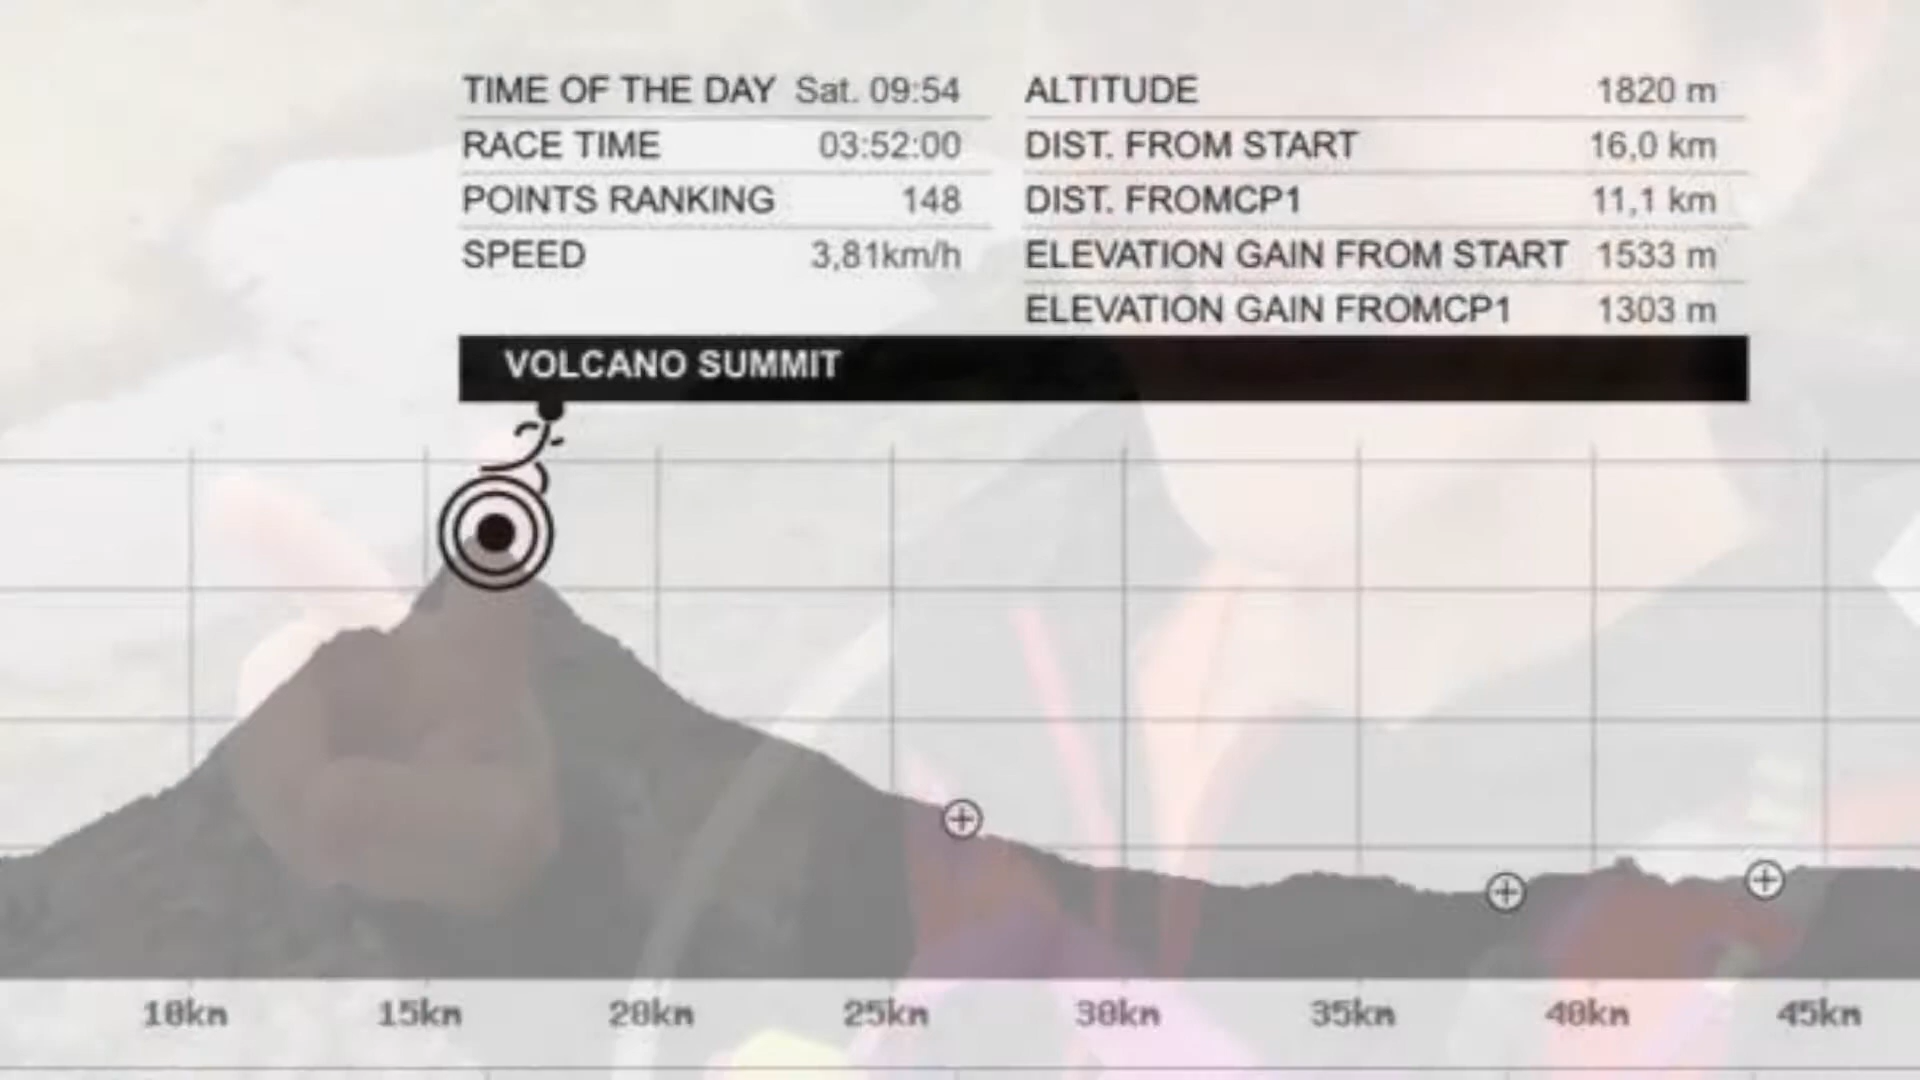 TIME OF THE DAY Sat. 09:54
RACE TIME 03:52:00
POINTS RANKING 148
SPEED 3,81km/h
ALTITUDE 1820 m
DIST. FROM START 16,0 km
DIST. FROMCP1 11,1 km
ELEVATION GAIN FROM START 1533 m
ELEVATION GAIN FROMCP1 1303 m
VOLCANO SUMMIT
10km 15km 20km 25km 30km 35km 40km 45km